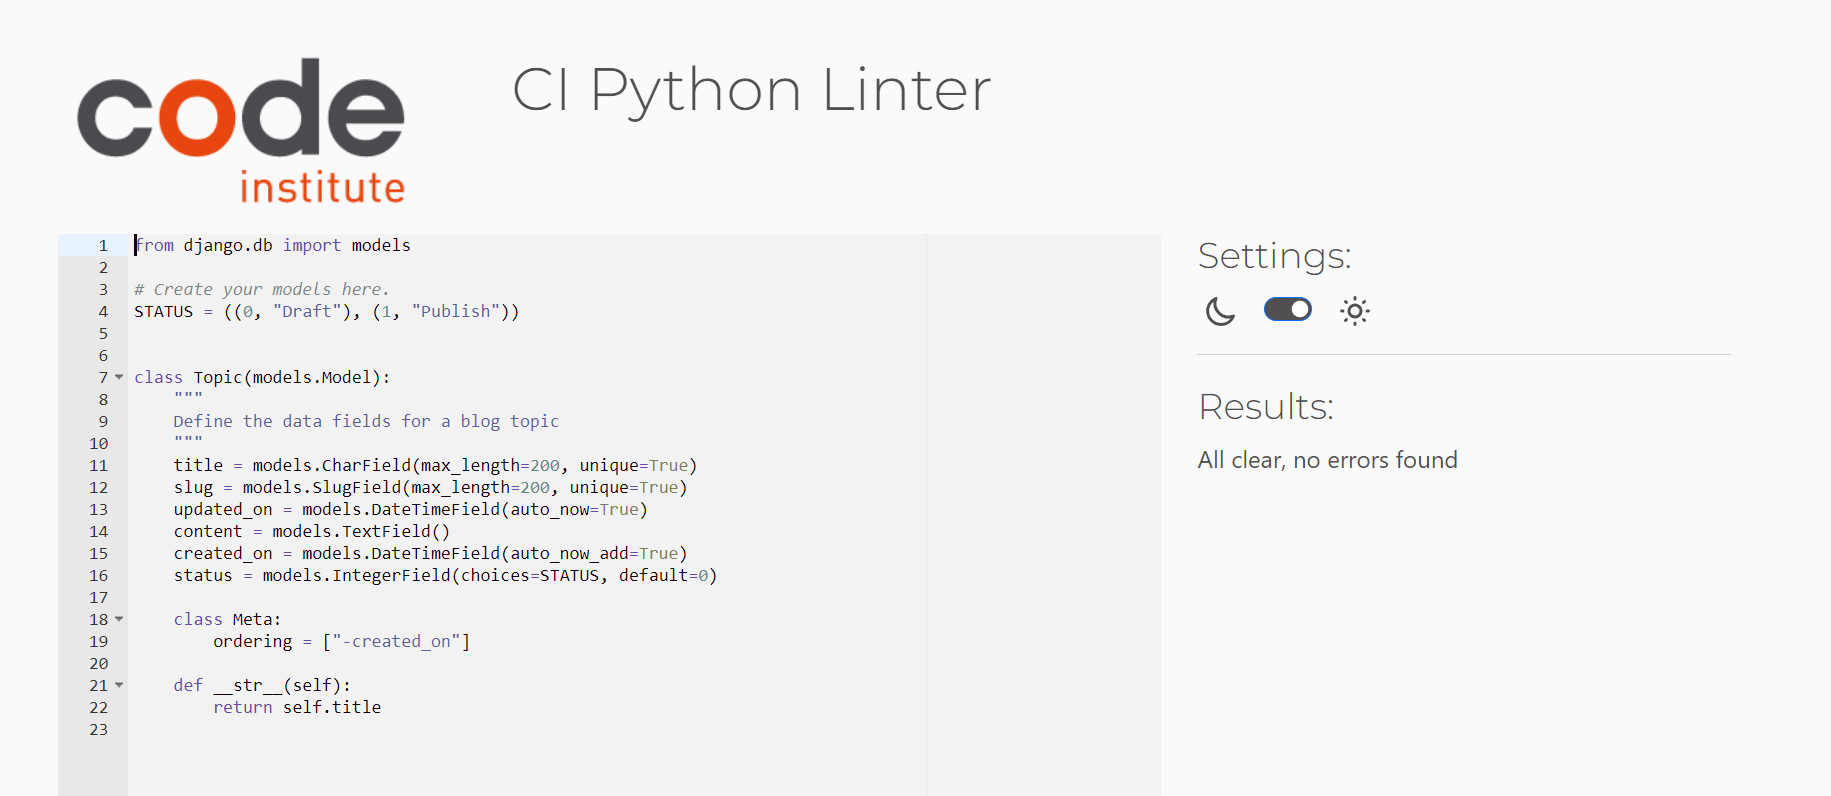 code
institute
CI Python Linter
1 from django.db import models
2
3 # Create your models here.
4 STATUS = ((0, "Draft"), (1, "Publish"))
5
6
7 class Topic(models.Model):
8     """
9     Define the data fields for a blog topic
10     """
11     title = models.CharField(max_length=200, unique=True)
12     slug = models.SlugField(max_length=200, unique=True)
13     updated_on = models.DateTimeField(auto_now=True)
14     content = models.TextField()
15     created_on = models.DateTimeField(auto_now_add=True)
16     status = models.IntegerField(choices=STATUS, default=0)
17
18     class Meta:
19         ordering = ["-created_on"]
20
21     def __str__(self):
22         return self.title
23
Settings:
Results:
All clear, no errors found